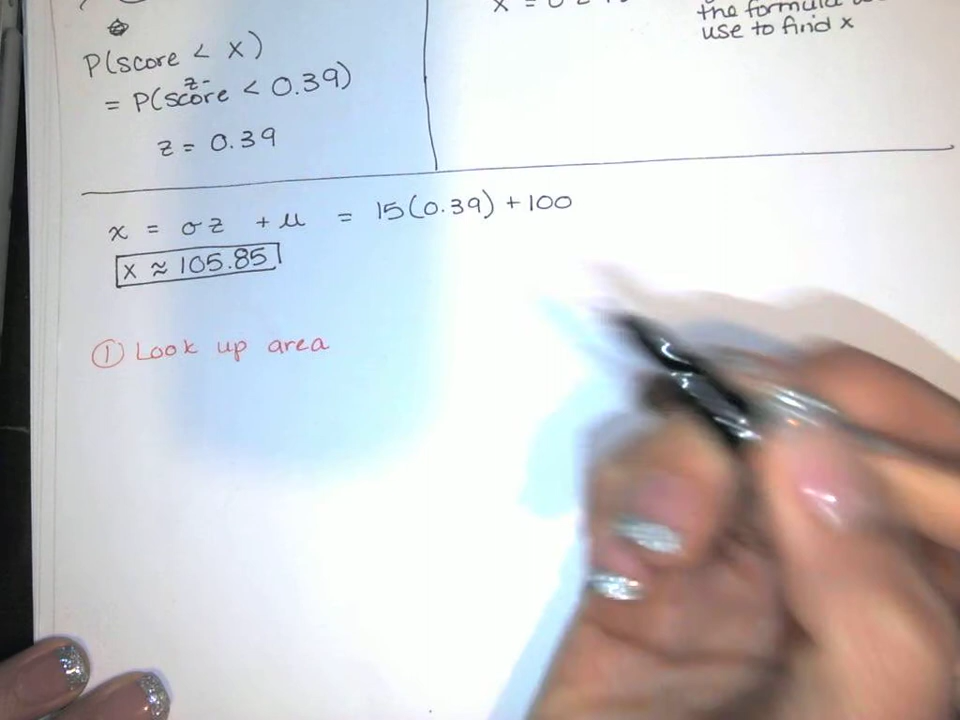 P(score < x)
= P(score < 0.39)
z-
z = 0.39
the formula
use to find x
x = σz + μ = 15(0.39) + 100
x ≈ 105.85
① Look up area